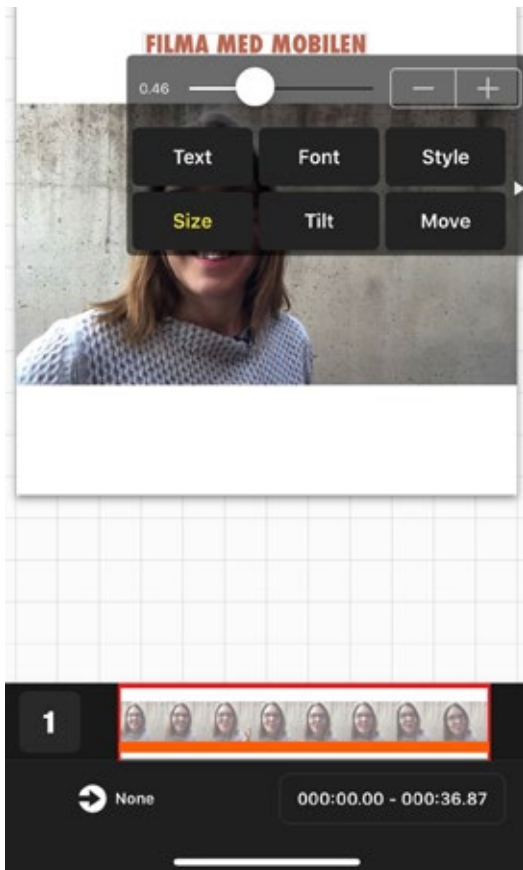 FILMA MED MOBILEN
0.46
Text Font Style
Size Tilt Move
1
None 000:00.00 - 000:36.87